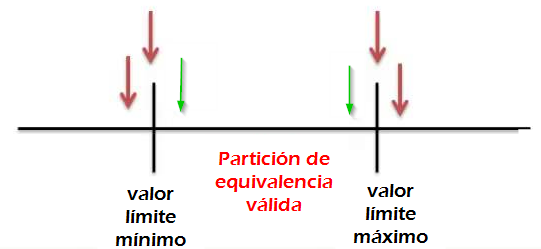 Partición de
equivalencia
válida
valor
límite
mínimo
valor
límite
máximo